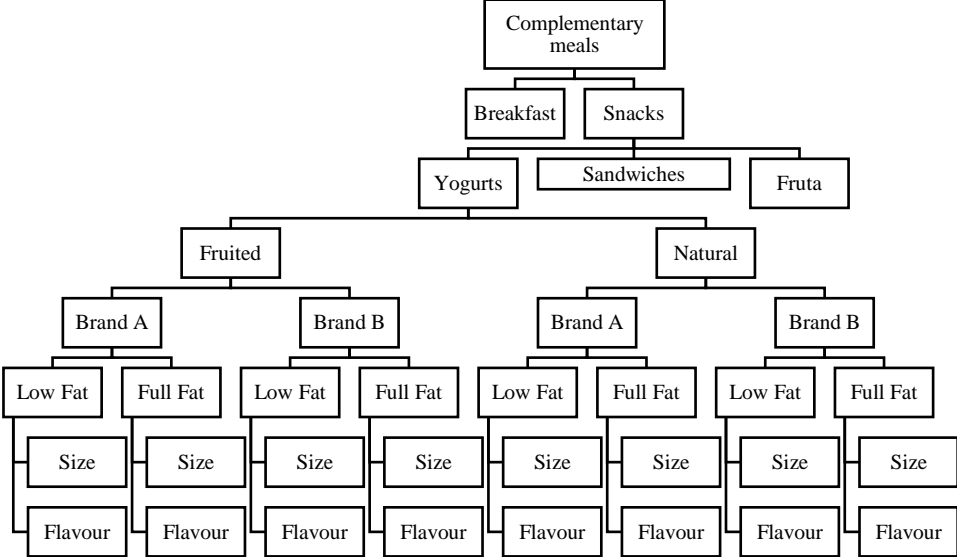 Complementary
meals
Breakfast
Snacks
Yogurts
Sandwiches
Fruta
Fruited
Natural
Brand A
Brand B
Brand A
Brand B
Low Fat
Full Fat
Low Fat
Full Fat
Low Fat
Full Fat
Low Fat
Full Fat
Size
Size
Size
Size
Size
Size
Size
Size
Flavour
Flavour
Flavour
Flavour
Flavour
Flavour
Flavour
Flavour